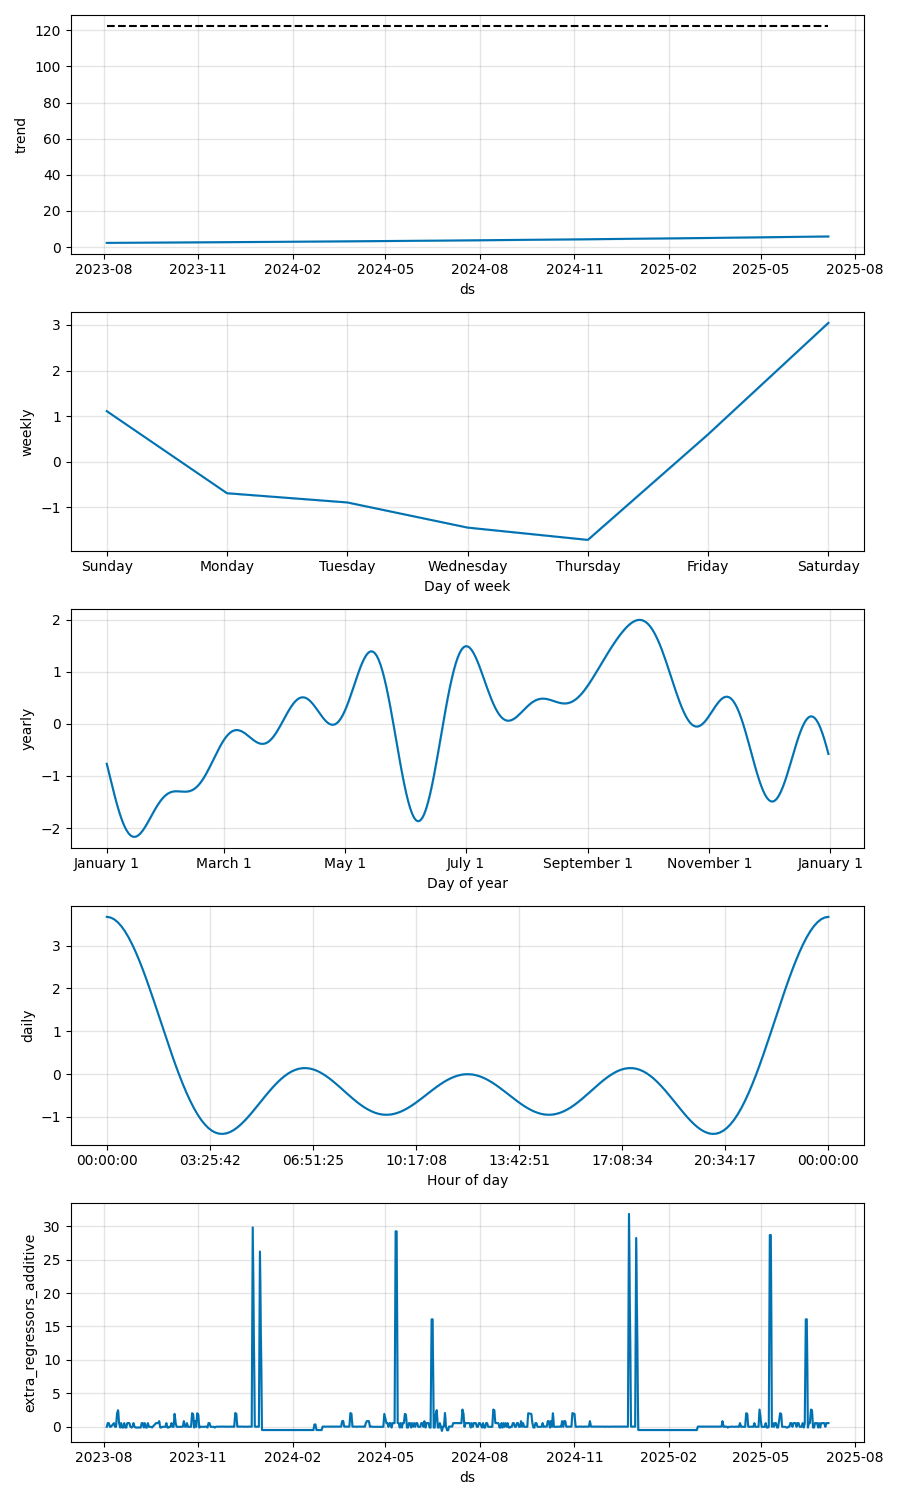 trend
120
100
80
60
40
20
0
2023-08 2023-11 2024-02 2024-05 2024-08 2024-11 2025-02 2025-05 2025-08
ds
weekly
3
2
1
0
−1
Sunday Monday Tuesday Wednesday Thursday Friday Saturday
Day of week
yearly
2
1
0
−1
−2
January 1 March 1 May 1 July 1 September 1 November 1 January 1
Day of year
daily
3
2
1
0
−1
00:00:00 03:25:42 06:51:25 10:17:08 13:42:51 17:08:34 20:34:17 00:00:00
Hour of day
extra_regressors_additive
30
25
20
15
10
5
0
2023-08 2023-11 2024-02 2024-05 2024-08 2024-11 2025-02 2025-05 2025-08
ds